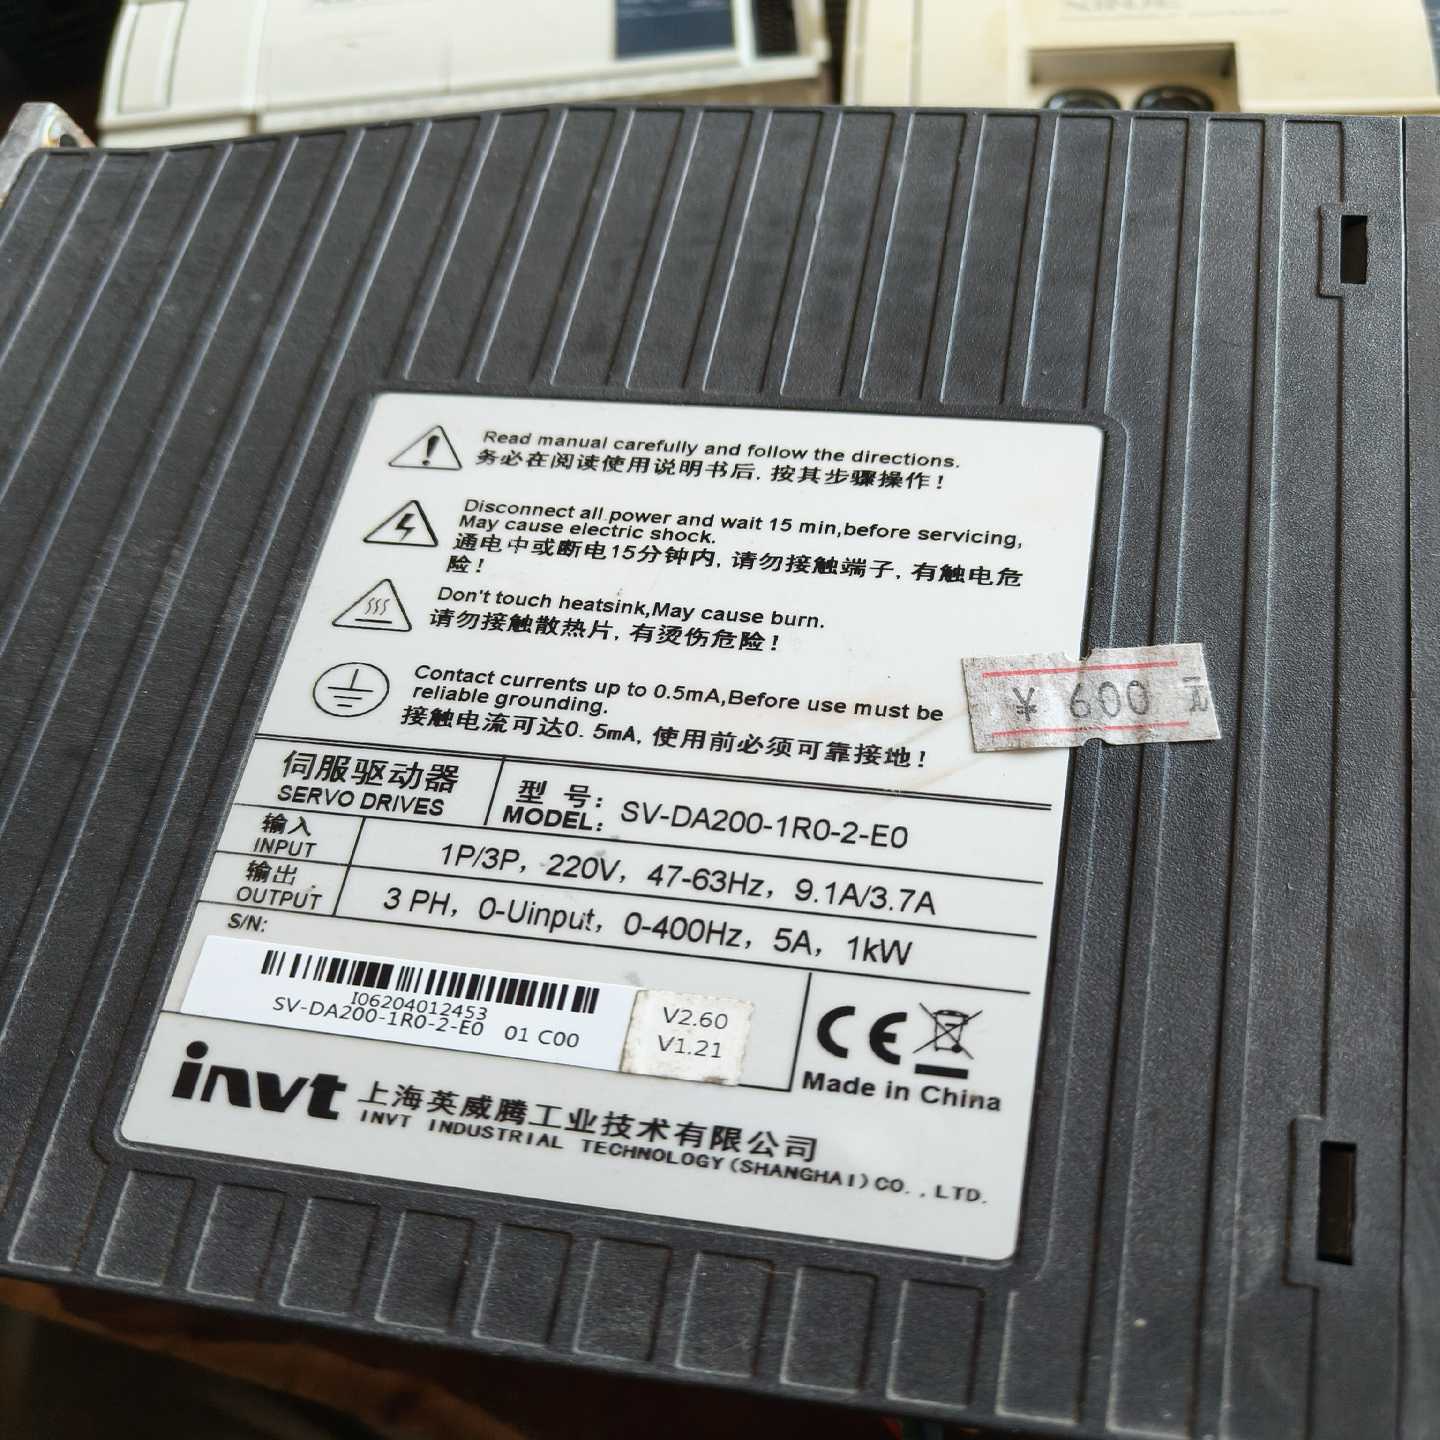 Read manual carefully and follow the directions.
务必在阅读使用说明书后,按其步骤操作!
Disconnect all power and wait 15 min,before servicing,
May cause electric shock.
通电中或断电15分钟内,请勿接触端子,有触电危
险!
Don't touch heatsink,May cause burn.
请勿接触散热片,有烫伤危险!
Contact currents up to 0.5mA,Before use must be
reliable grounding.
接触电流可达0.5mA,使用前必须可靠接地!
¥ 600 元
伺服驱动器
SERVO DRIVES
型 号:
MODEL:
SV-DA200-1R0-2-E0
输入
INPUT
1P/3P, 220V, 47-63Hz, 9.1A/3.7A
输出
OUTPUT
3 PH, 0-Uinput, 0-400Hz, 5A, 1kW
S/N:
I06204012453
SV-DA200-1R0-2-E0 01 C00
V2.60
V1.21
CE
Made in China
invt 上海英威腾工业技术有限公司
INVT INDUSTRIAL TECHNOLOGY(SHANGHAI)CO.,LTD.